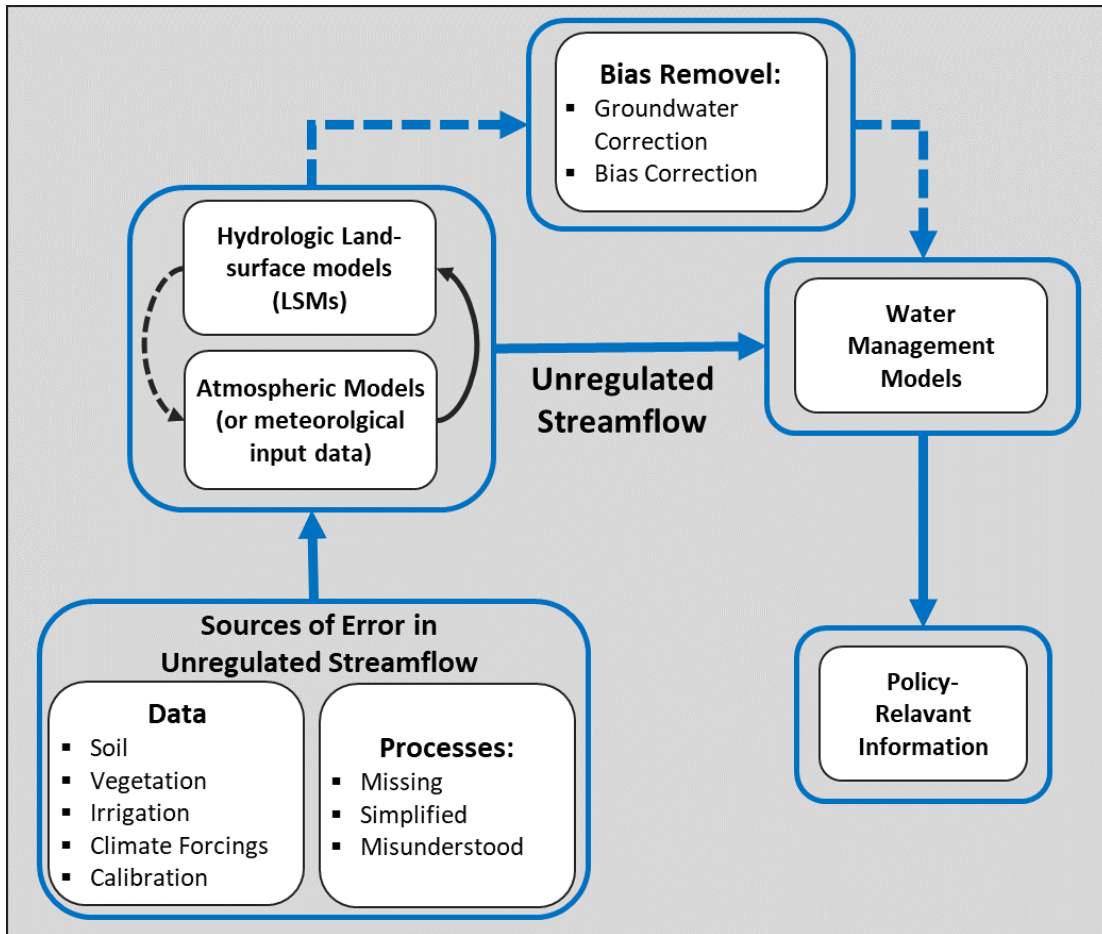 Bias Removel:
▪ Groundwater
Correction
▪ Bias Correction
Hydrologic Land-
surface models
(LSMs)
Atmospheric Models
(or meteorolgical
input data)
Unregulated
Streamflow
Water
Management
Models
Sources of Error in
Unregulated Streamflow
Data
▪ Soil
▪ Vegetation
▪ Irrigation
▪ Climate Forcings
▪ Calibration
Processes:
▪ Missing
▪ Simplified
▪ Misunderstood
Policy-
Relavant
Information